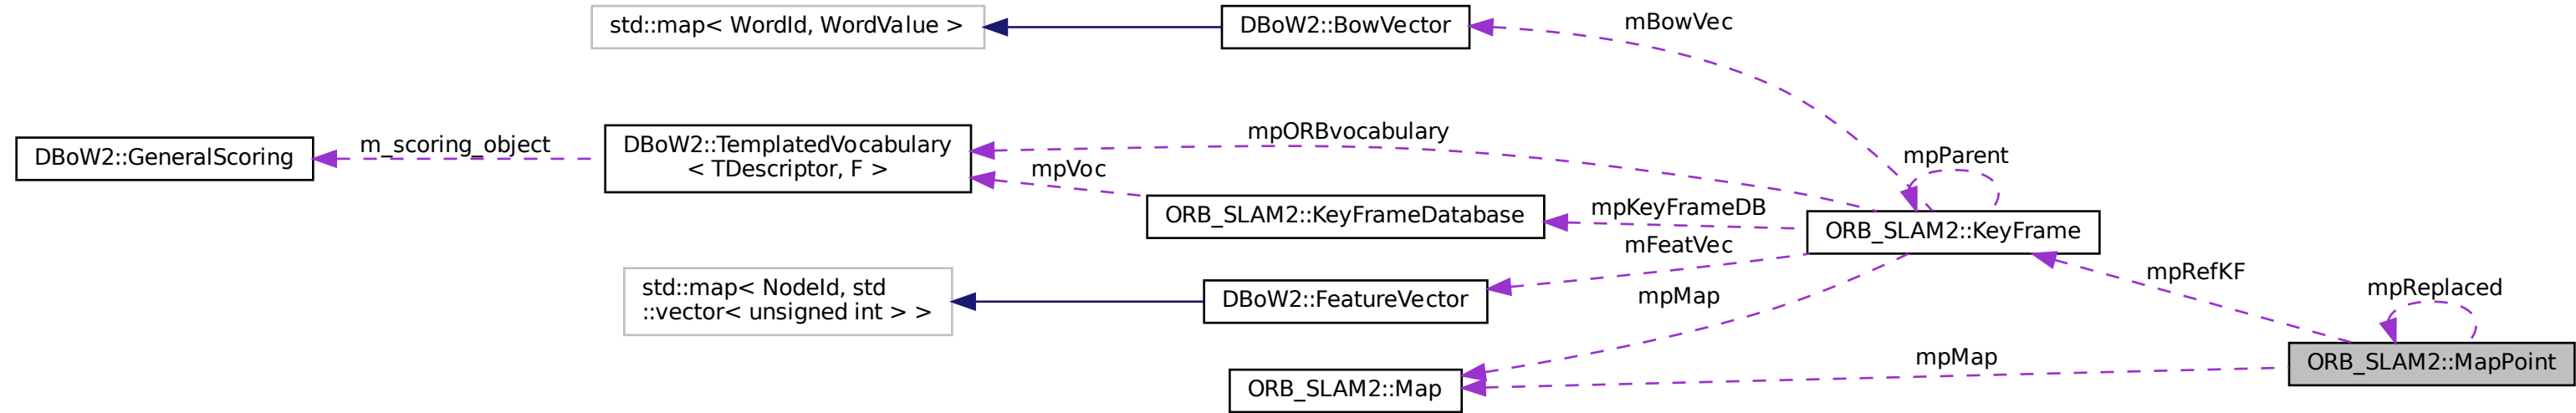 std::map< WordId, WordValue >
DBoW2::BowVector
mBowVec
DBoW2::GeneralScoring
m_scoring_object
DBoW2::TemplatedVocabulary
< TDescriptor, F >
mpORBvocabulary
mpVoc
ORB_SLAM2::KeyFrameDatabase
mpKeyFrameDB
mpParent
ORB_SLAM2::KeyFrame
mFeatVec
std::map< NodeId, std
::vector< unsigned int > >
DBoW2::FeatureVector
mpMap
mpRefKF
mpReplaced
ORB_SLAM2::Map
mpMap
ORB_SLAM2::MapPoint